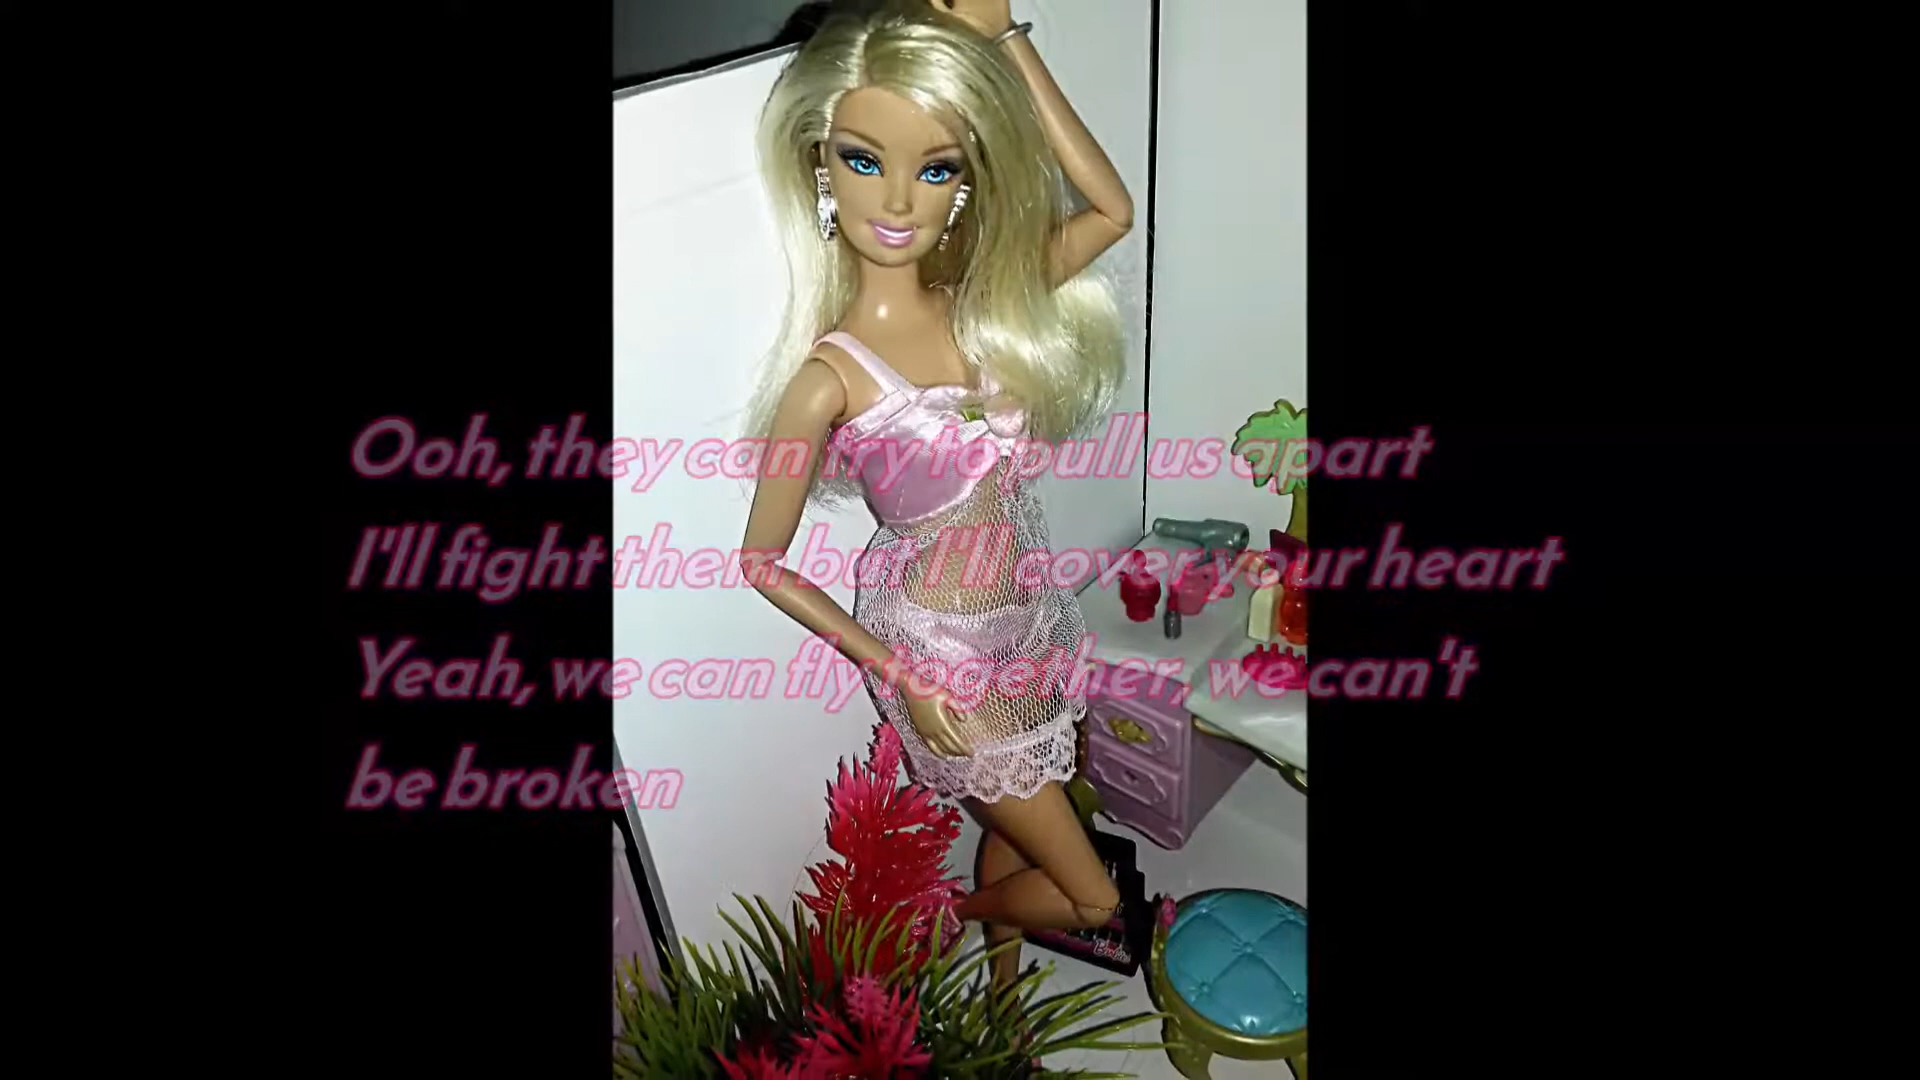 Ooh, they can try to pull us apart
I'll fight them but I'll cover your heart
Yeah, we can fly together, we can't
be broken
Barbie